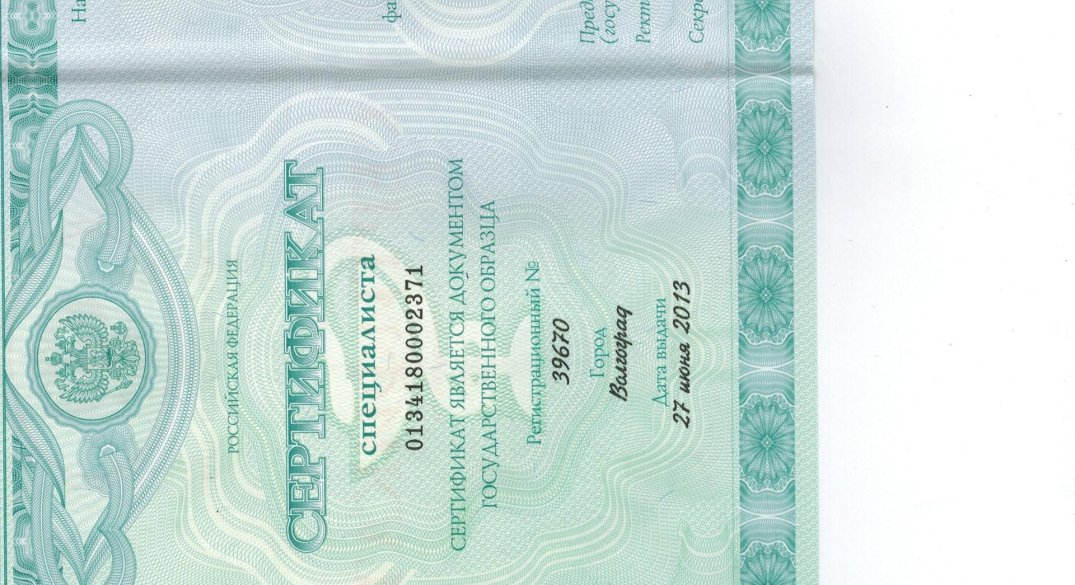 РОССИЙСКАЯ ФЕДЕРАЦИЯ
СЕРТИФИКАТ
специалиста
0134180002371
СЕРТИФИКАТ ЯВЛЯЕТСЯ ДОКУМЕНТОМ
ГОСУДАРСТВЕННОГО ОБРАЗЦА
Регистрационный №
39670
Город
Волгоград
Дата выдачи
27 июня 2013